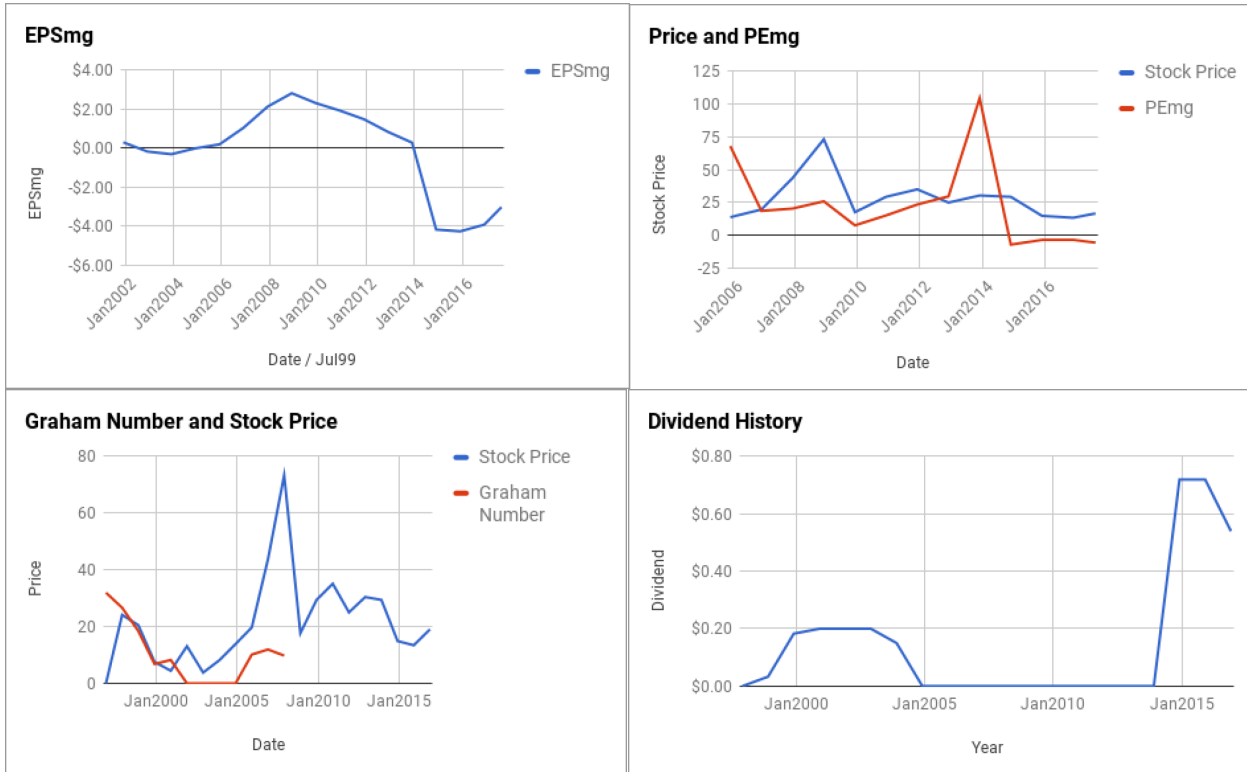 EPSmg
EPSmg
$4.00
$2.00
$0.00
-$2.00
-$4.00
-$6.00
EPSmg
Jan2002
Jan2004
Jan2006
Jan2008
Jan2010
Jan2012
Jan2014
Jan2016
Date / Jul99
Price and PEmg
Stock Price
PEmg
125
100
75
50
25
0
-25
Stock Price
Jan2006
Jan2008
Jan2010
Jan2012
Jan2014
Jan2016
Date
Graham Number and Stock Price
Stock Price
Graham
Number
80
60
40
20
0
Price
Jan2000
Jan2005
Jan2010
Jan2015
Date
Dividend History
$0.80
$0.60
$0.40
$0.20
$0.00
Dividend
Jan2000
Jan2005
Jan2010
Jan2015
Year